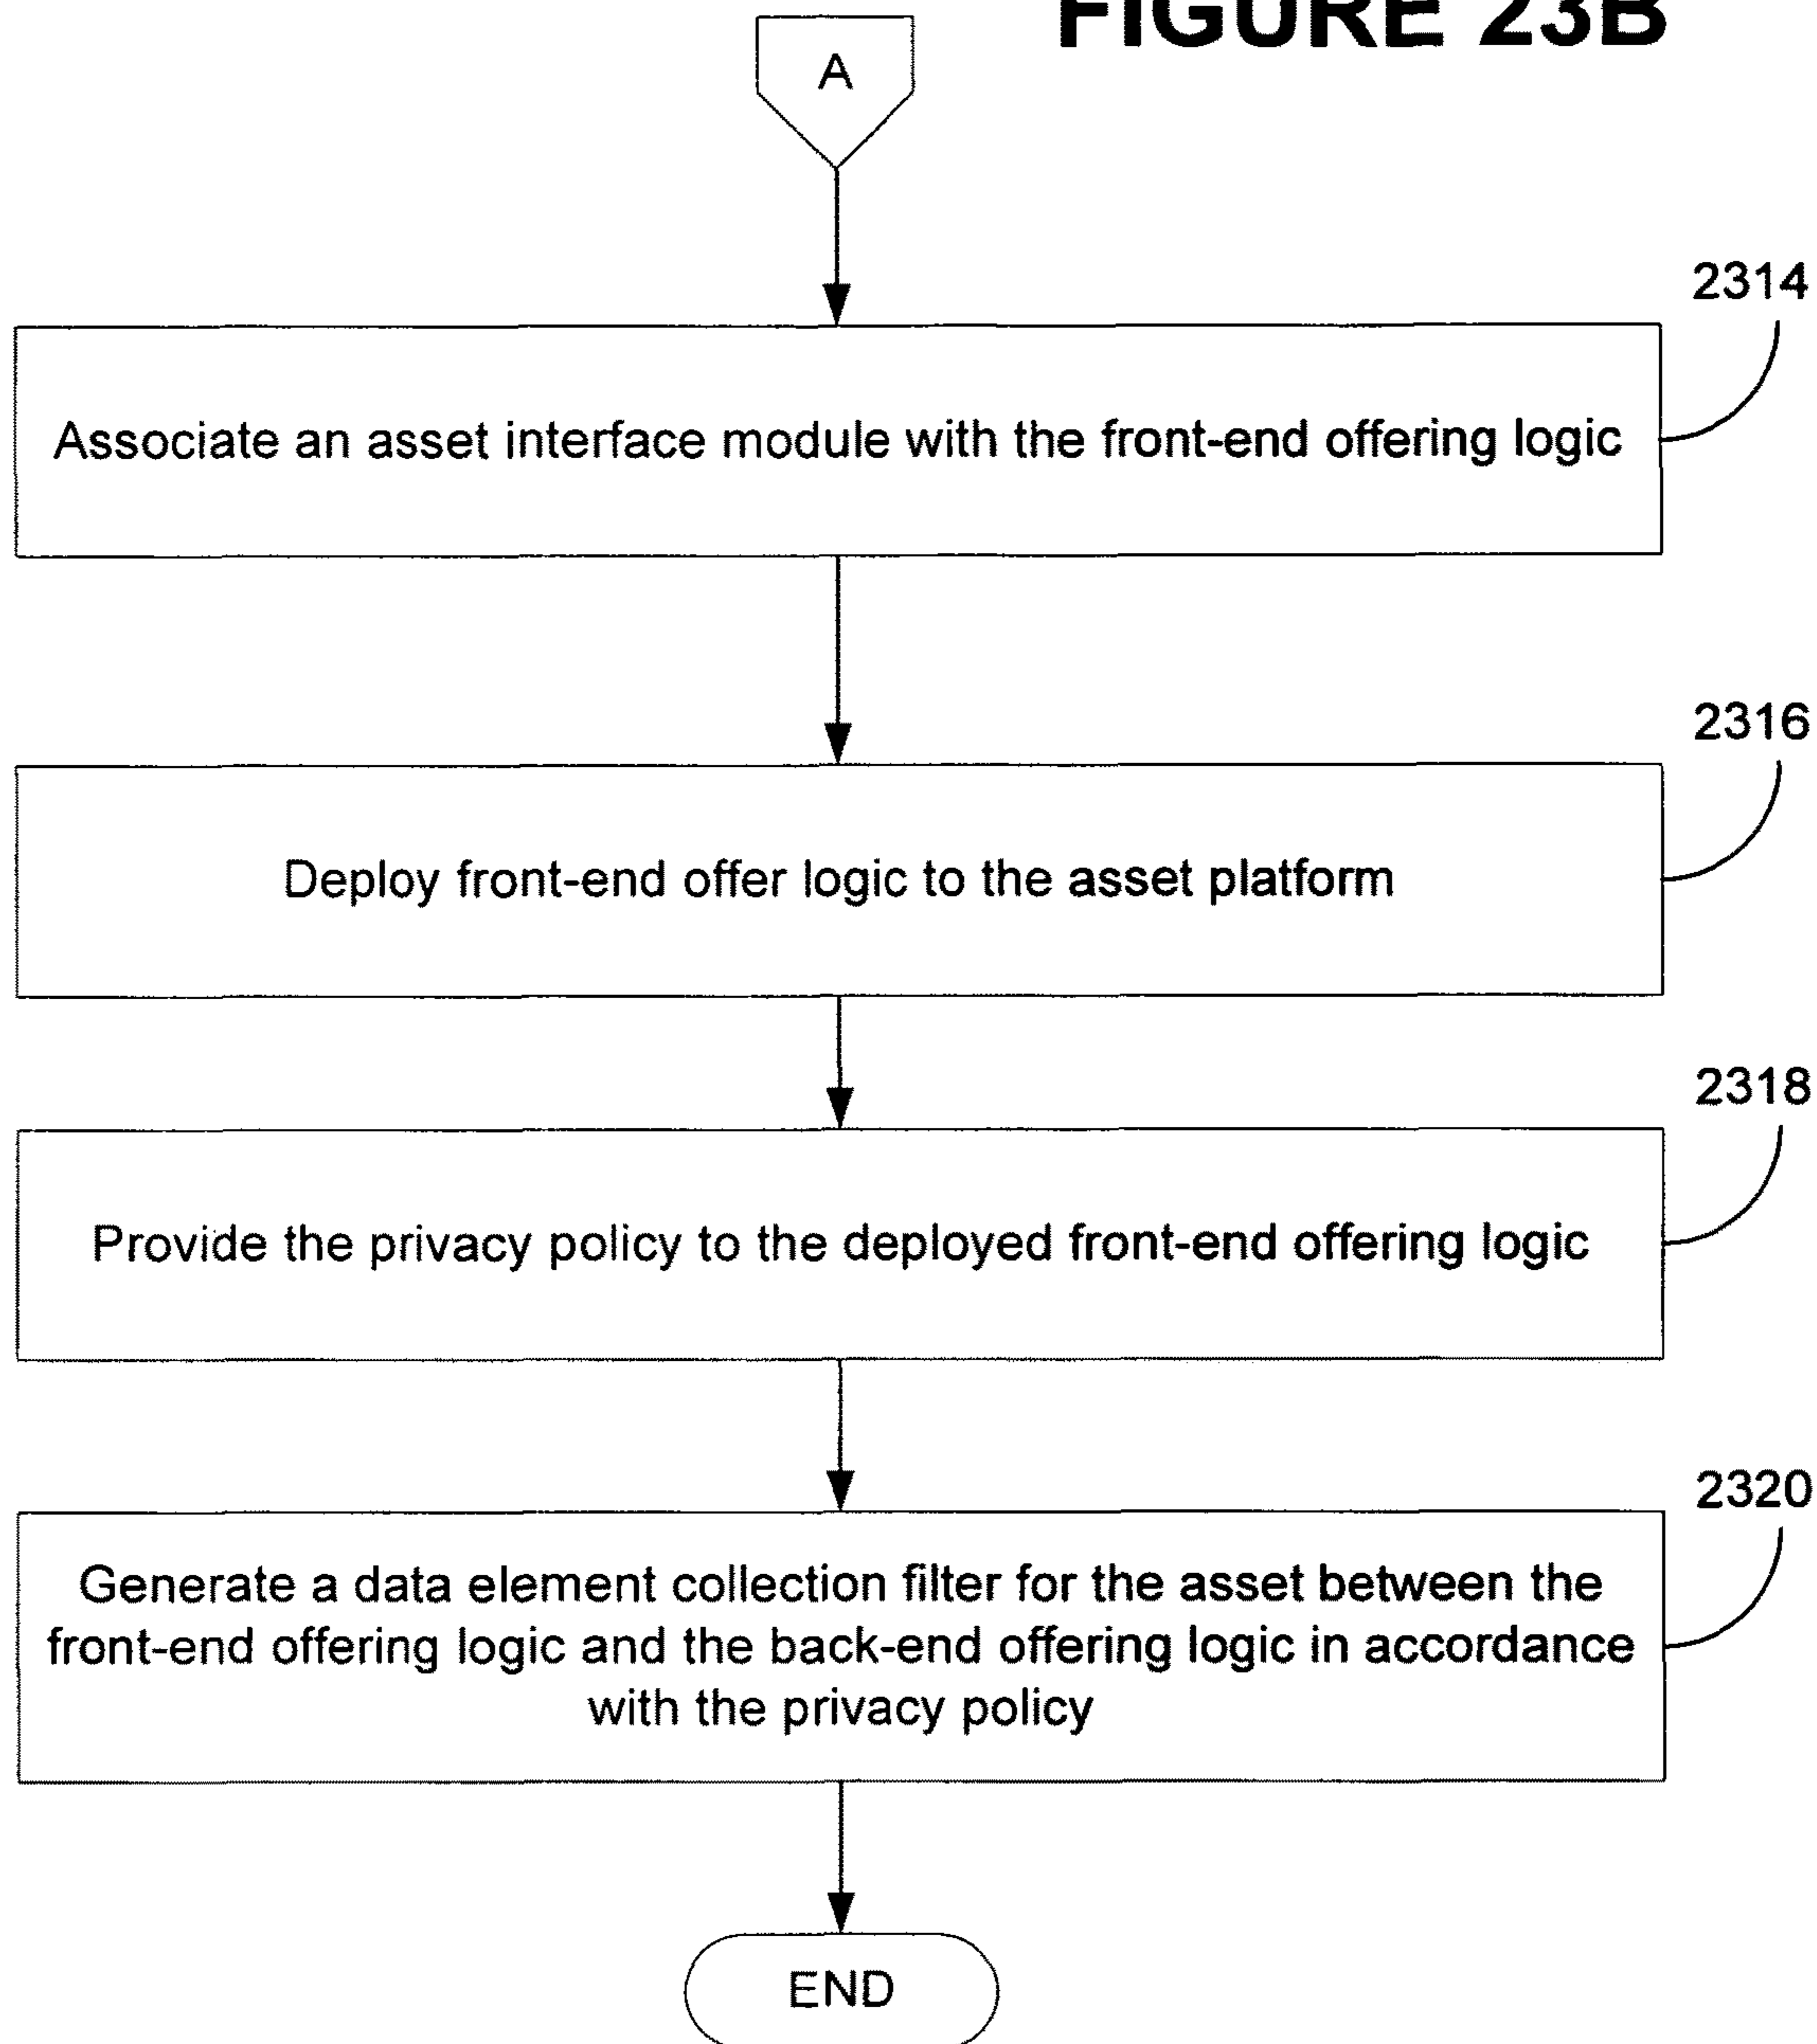 FIGURE 23B
A
2314
Associate an asset interface module with the front-end offering logic
2316
Deploy front-end offer logic to the asset platform
2318
Provide the privacy policy to the deployed front-end offering logic
2320
Generate a data element collection filter for the asset between the
front-end offering logic and the back-end offering logic in accordance
with the privacy policy
END